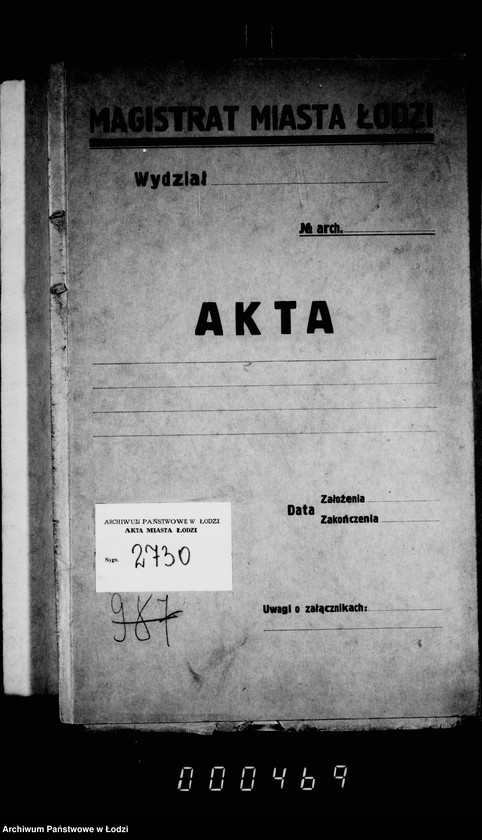 MAGISTRAT MIASTA ŁODZI
Wydział
№ arch.
AKTA
Data Założenia
Zakończenia
ARCHIWUM PAŃSTWOWE W ŁODZI
AKTA MIASTA ŁODZI
Sygn. 2730
987
Uwagi o załącznikach:
000469
Archiwum Państwowe w Łodzi